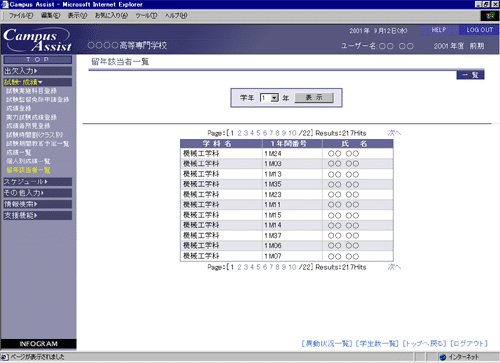 Campus Assist - Microsoft Internet Explorer
ファイル(F) 編集(E) 表示(V) お気に入り(A) ツール(T) ヘルプ(H)
Campus Assist
2001年 9月12日(水) HELP LOG OUT
○○○○高等専門学校 ユーザー名:○○ ○○ 2001年度 前期
TOP
出欠入力
試験・成績
試験実施科目登録
試験監督免除申請登録
成績登録
実力試験成績登録
成績各所見登録
試験時間割(クラス別)
試験期間教官予定一覧
成績一覧
個人別成績一覧
留年該当者一覧
スケジュール
その他入力
情報検索
支援機能
INFOGRAM
留年該当者一覧
一 覧
学年 1 年 表 示
Page:[1 2 3 4 5 6 7 8 9 10 /22] Results:217Hits 次へ
学 科 名 1年間番号 氏 名
機械工学科 1M24 ○○ ○○
機械工学科 1M03 ○○ ○○
機械工学科 1M13 ○○ ○○
機械工学科 1M35 ○○ ○○
機械工学科 1M23 ○○ ○○
機械工学科 1M11 ○○ ○○
機械工学科 1M15 ○○ ○○
機械工学科 1M14 ○○ ○○
機械工学科 1M37 ○○ ○○
機械工学科 1M06 ○○ ○○
機械工学科 1M07 ○○ ○○
Page:[1 2 3 4 5 6 7 8 9 10 /22] Results:217Hits 次へ
[異動状況一覧] [学生数一覧] [トップへ戻る] [ログアウト]
ページが表示されました インターネット